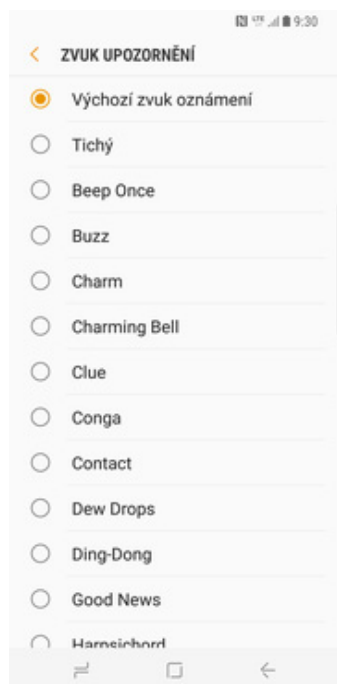 LTE 9:30
ZVUK UPOZORNĚNÍ
Výchozí zvuk oznámení
Tichý
Beep Once
Buzz
Charm
Charming Bell
Clue
Conga
Contact
Dew Drops
Ding-Dong
Good News
Harpsichord